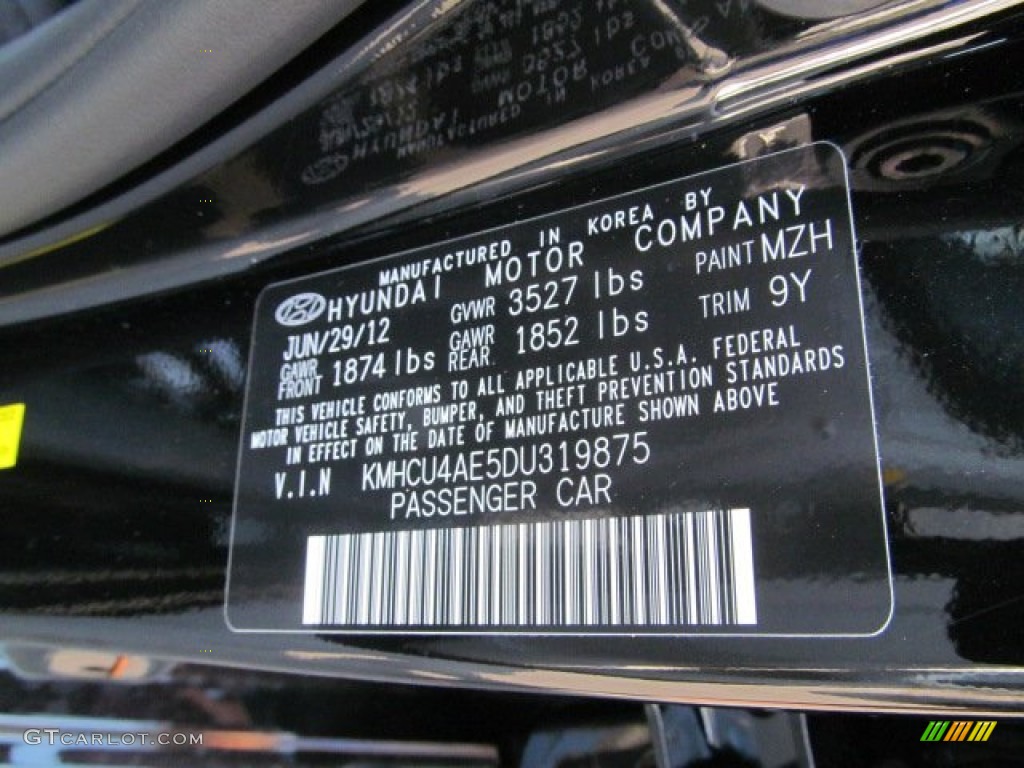 MANUFACTURED IN KOREA BY
HYUNDAI MOTOR COMPANY
JUN/29/12 GVWR 3527 lbs PAINT MZH
GAWR FRONT 1874 lbs GAWR REAR 1852 lbs TRIM 9Y
THIS VEHICLE CONFORMS TO ALL APPLICABLE U.S.A. FEDERAL
MOTOR VEHICLE SAFETY, BUMPER, AND THEFT PREVENTION STANDARDS
IN EFFECT ON THE DATE OF MANUFACTURE SHOWN ABOVE
V.I.N KMHCU4AE5DU319875
PASSENGER CAR
GTCARLOT.COM